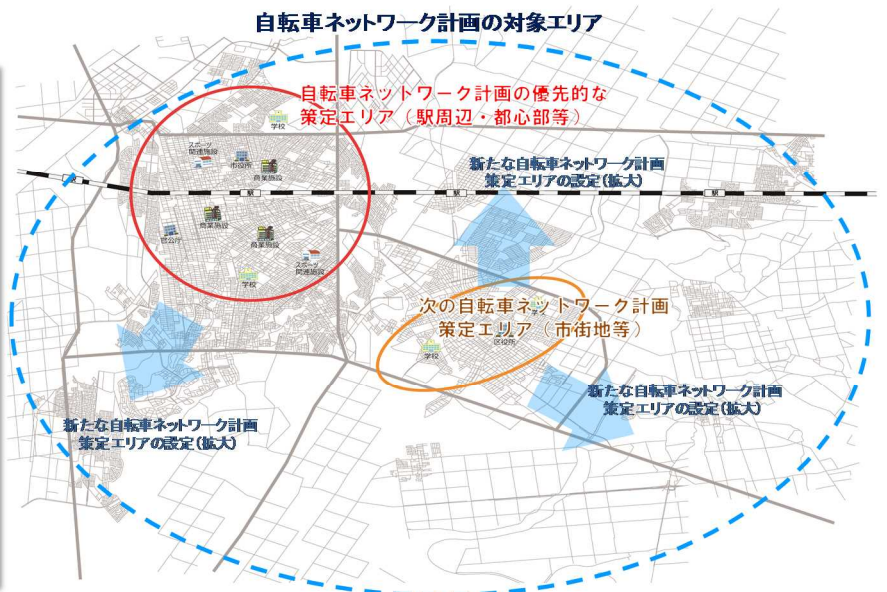 自転車ネットワーク計画の対象エリア
自転車ネットワーク計画の優先的な
策定エリア（駅周辺・都心部等）
学校
スポーツ
関連施設
市役所
商業施設
新たな自転車ネットワーク計画
策定エリアの設定(拡大)
駅
駅
駅
官公庁
商業施設
商業施設
スポーツ
関連施設
学校
次の自転車ネットワーク計画
策定エリア（市街地等）
学校
区役所
新たな自転車ネットワーク計画
策定エリアの設定(拡大)
新たな自転車ネットワーク計画
策定エリアの設定(拡大)